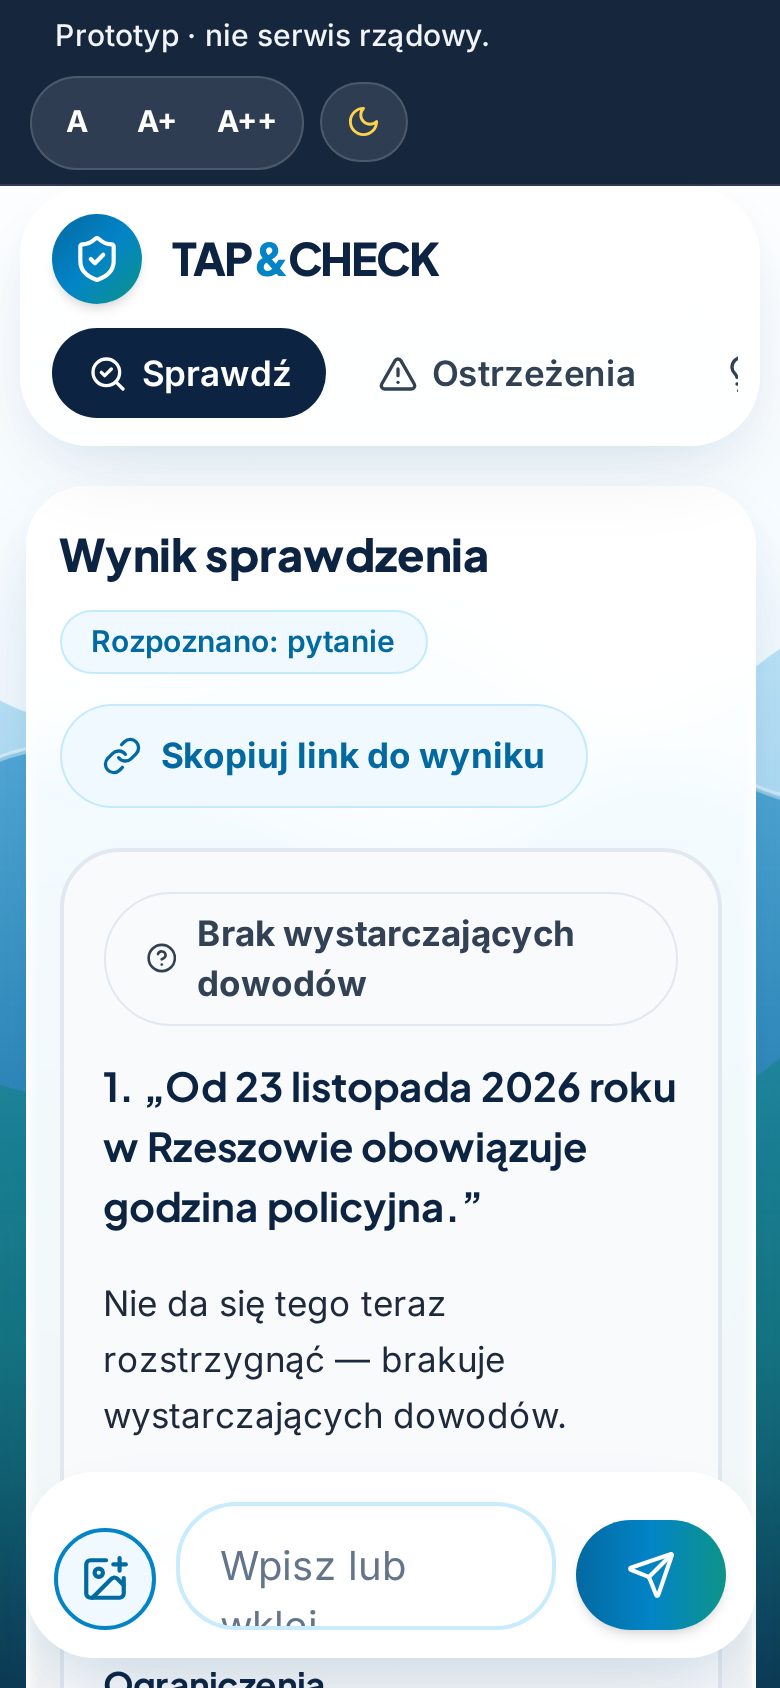 Prototyp · nie serwis rządowy.
A A+ A++
TAP&CHECK
Sprawdź Ostrzeżenia
Wynik sprawdzenia
Rozpoznano: pytanie
Skopiuj link do wyniku
Brak wystarczających
dowodów
1. „Od 23 listopada 2026 roku
w Rzeszowie obowiązuje
godzina policyjna.”
Nie da się tego teraz
rozstrzygnąć — brakuje
wystarczających dowodów.
Wpisz lub
wklej
Ograniczenia